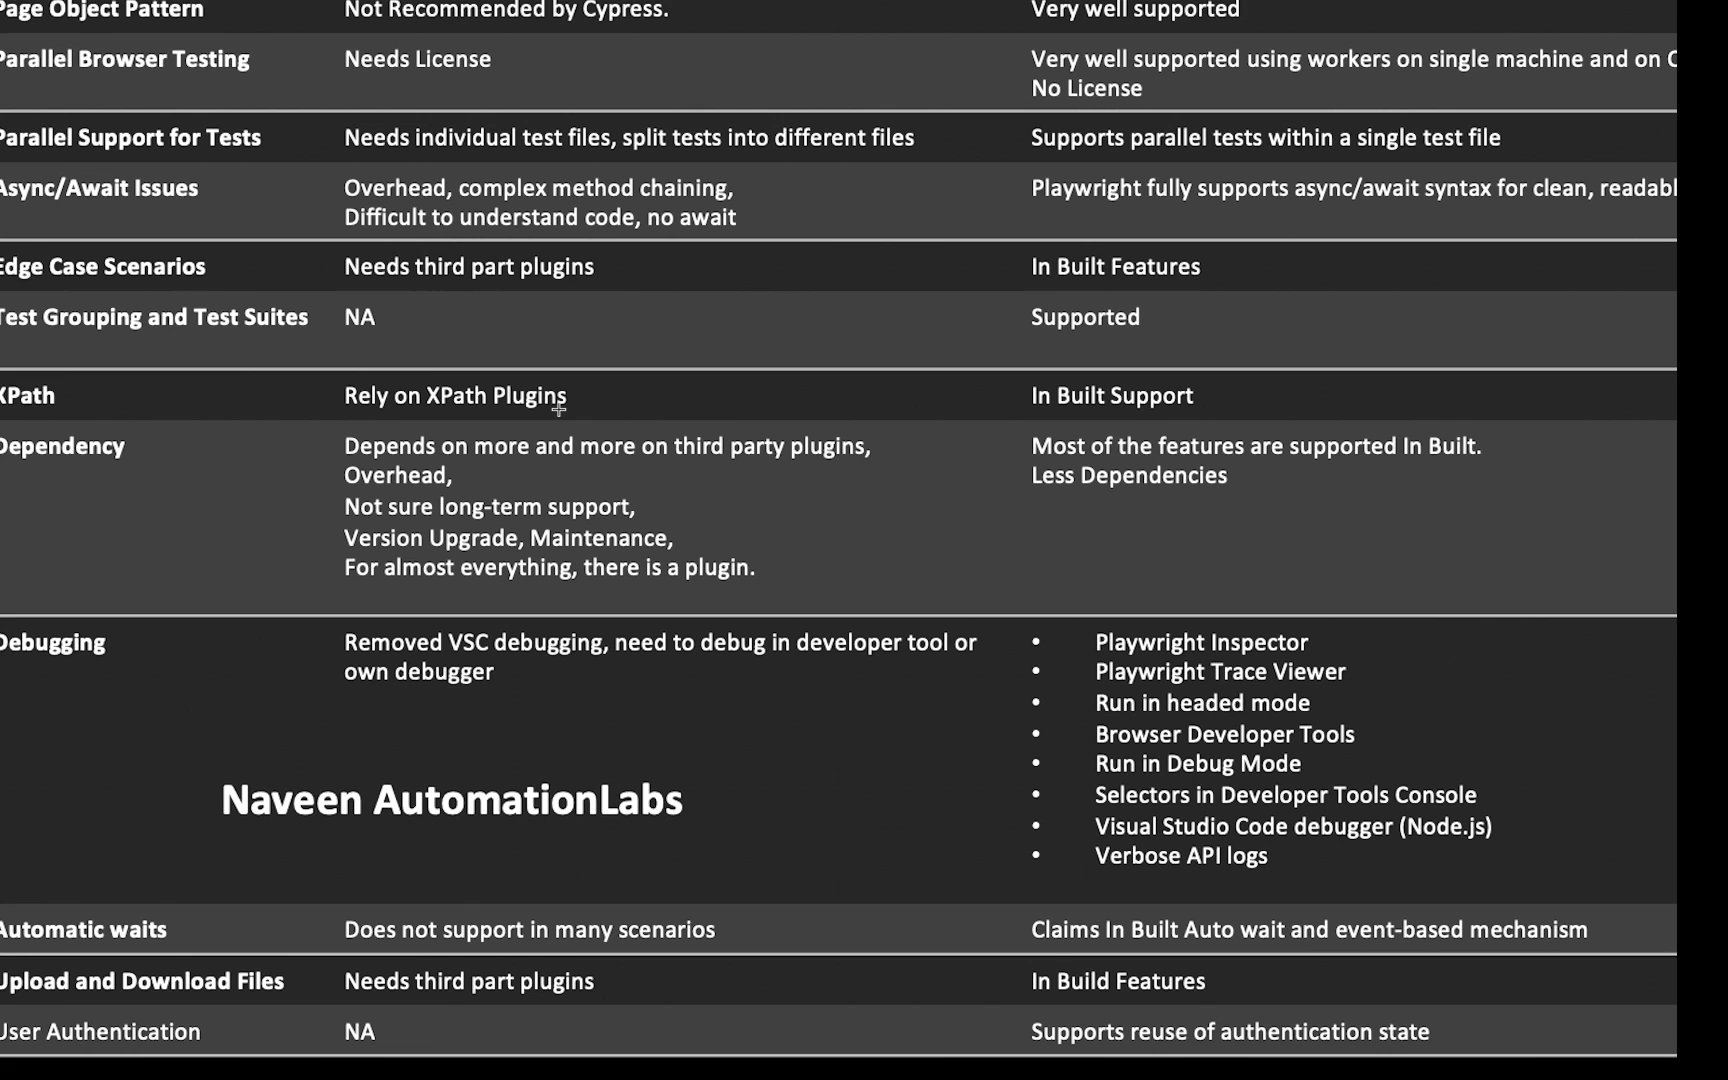 Page Object Pattern Not Recommended by Cypress. Very well supported
Parallel Browser Testing Needs License Very well supported using workers on single machine and on
No License
Parallel Support for Tests Needs individual test files, split tests into different files Supports parallel tests within a single test file
Async/Await Issues Overhead, complex method chaining, Playwright fully supports async/await syntax for clean,
Difficult to understand code, no await
Edge Case Scenarios Needs third part plugins In Built Features
Test Grouping and Test Suites NA Supported
XPath Rely on XPath Plugins In Built Support
Dependency Depends on more and more on third party plugins, Most of the features are supported In Built.
Overhead, Less Dependencies
Not sure long-term support,
Version Upgrade, Maintenance,
For almost everything, there is a plugin.
Debugging Removed VSC debugging, need to debug in developer tool or • Playwright Inspector
own debugger • Playwright Trace Viewer
• Run in headed mode
• Browser Developer Tools
• Run in Debug Mode
Naveen AutomationLabs • Selectors in Developer Tools Console
• Visual Studio Code debugger (Node.js)
• Verbose API logs
Automatic waits Does not support in many scenarios Claims In Built Auto wait and event-based mechanism
Upload and Download Files Needs third part plugins In Build Features
User Authentication NA Supports reuse of authentication state